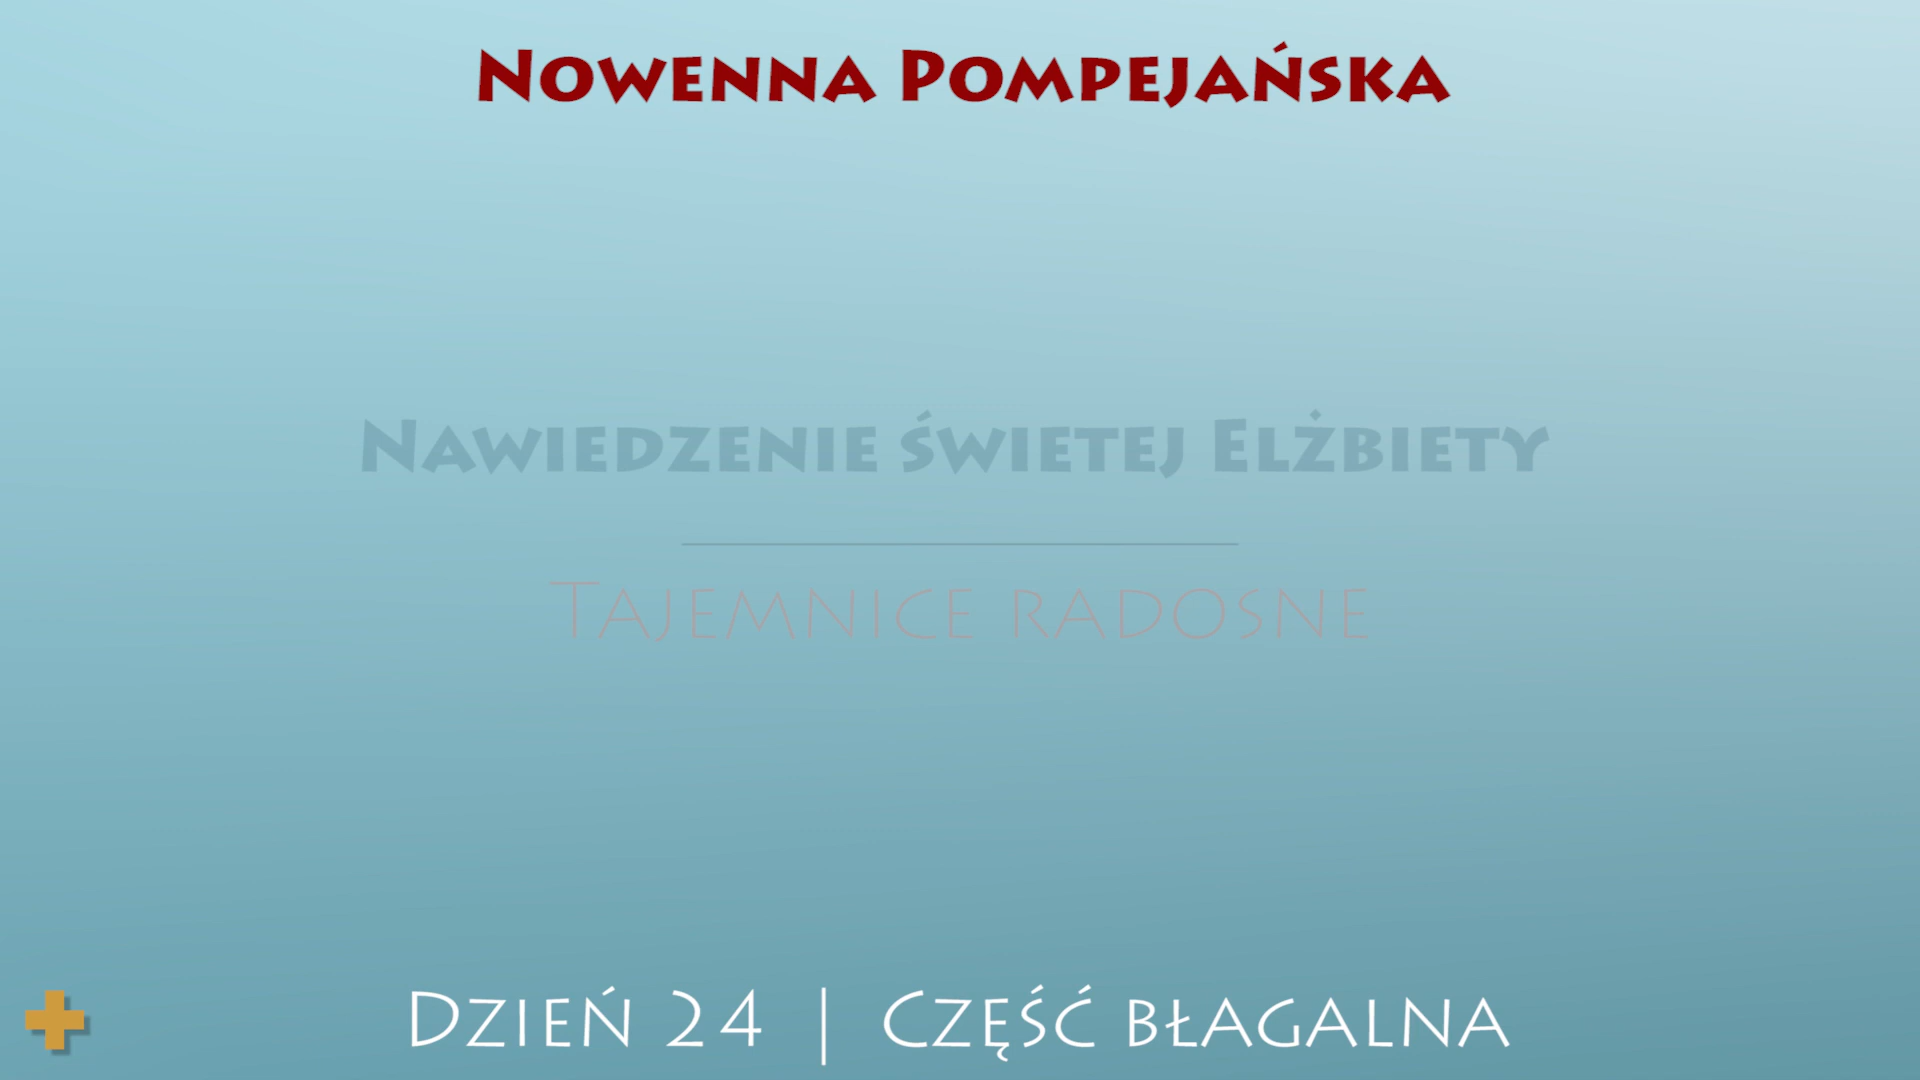 Nowenna Pompejańska
Nawiedzenie świetej Elżbiety
Tajemnice radosne
Dzień 24 | Część błagalna